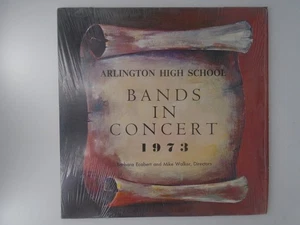 ARLINGTON HIGH SCHOOL
BANDS
IN
CONCERT
1973
and Mike Walker, Directors